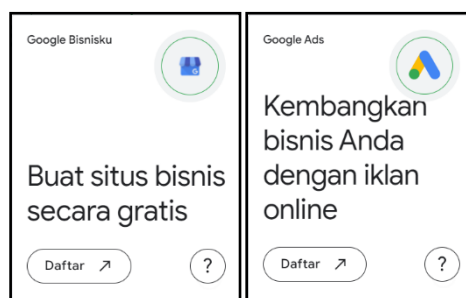 Google Bisnisku
Buat situs bisnis
secara gratis
Daftar ↗
?
Google Ads
Kembangkan
bisnis Anda
dengan iklan
online
Daftar ↗
?